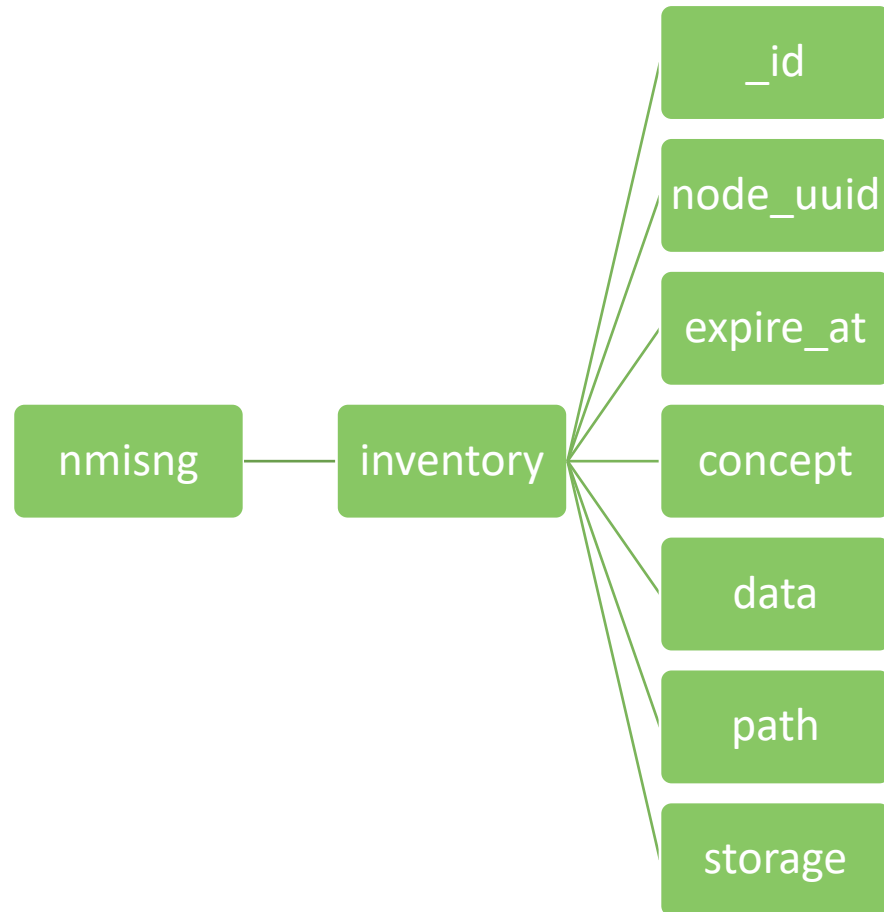 nmisng
inventory
_id
node_uuid
expire_at
concept
data
path
storage